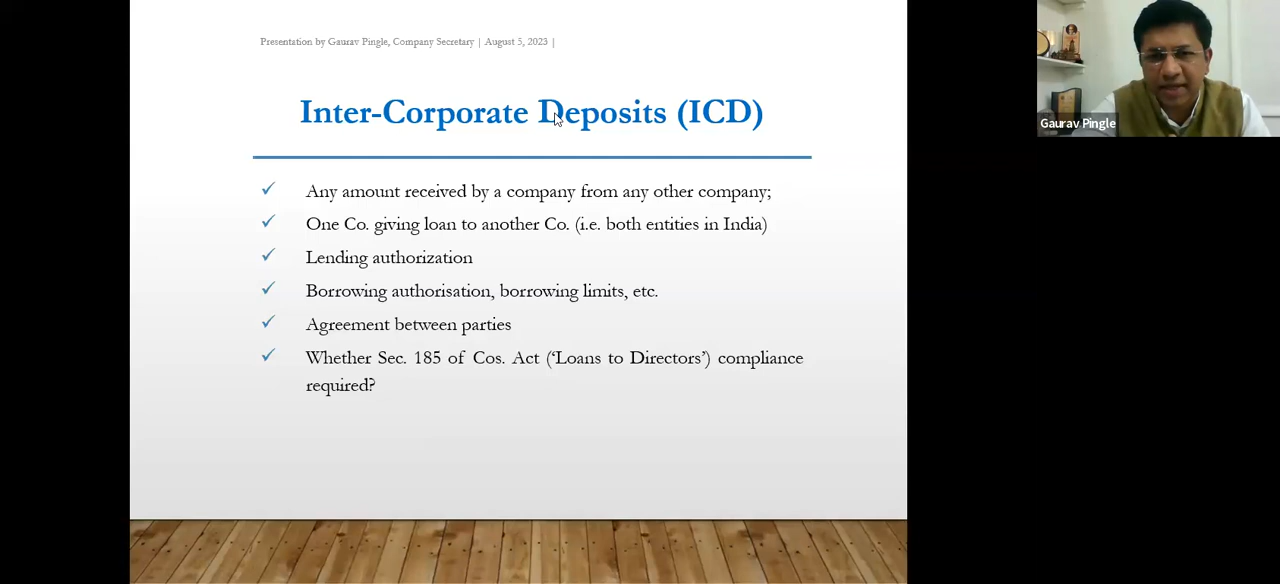 Presentation by Gaurav Pingle, Company Secretary | August 5, 2023 |
Inter-Corporate Deposits (ICD)
Any amount received by a company from any other company;
One Co. giving loan to another Co. (i.e. both entities in India)
Lending authorization
Borrowing authorisation, borrowing limits, etc.
Agreement between parties
Whether Sec. 185 of Cos. Act (‘Loans to Directors’) compliance
required?
Gaurav Pingle